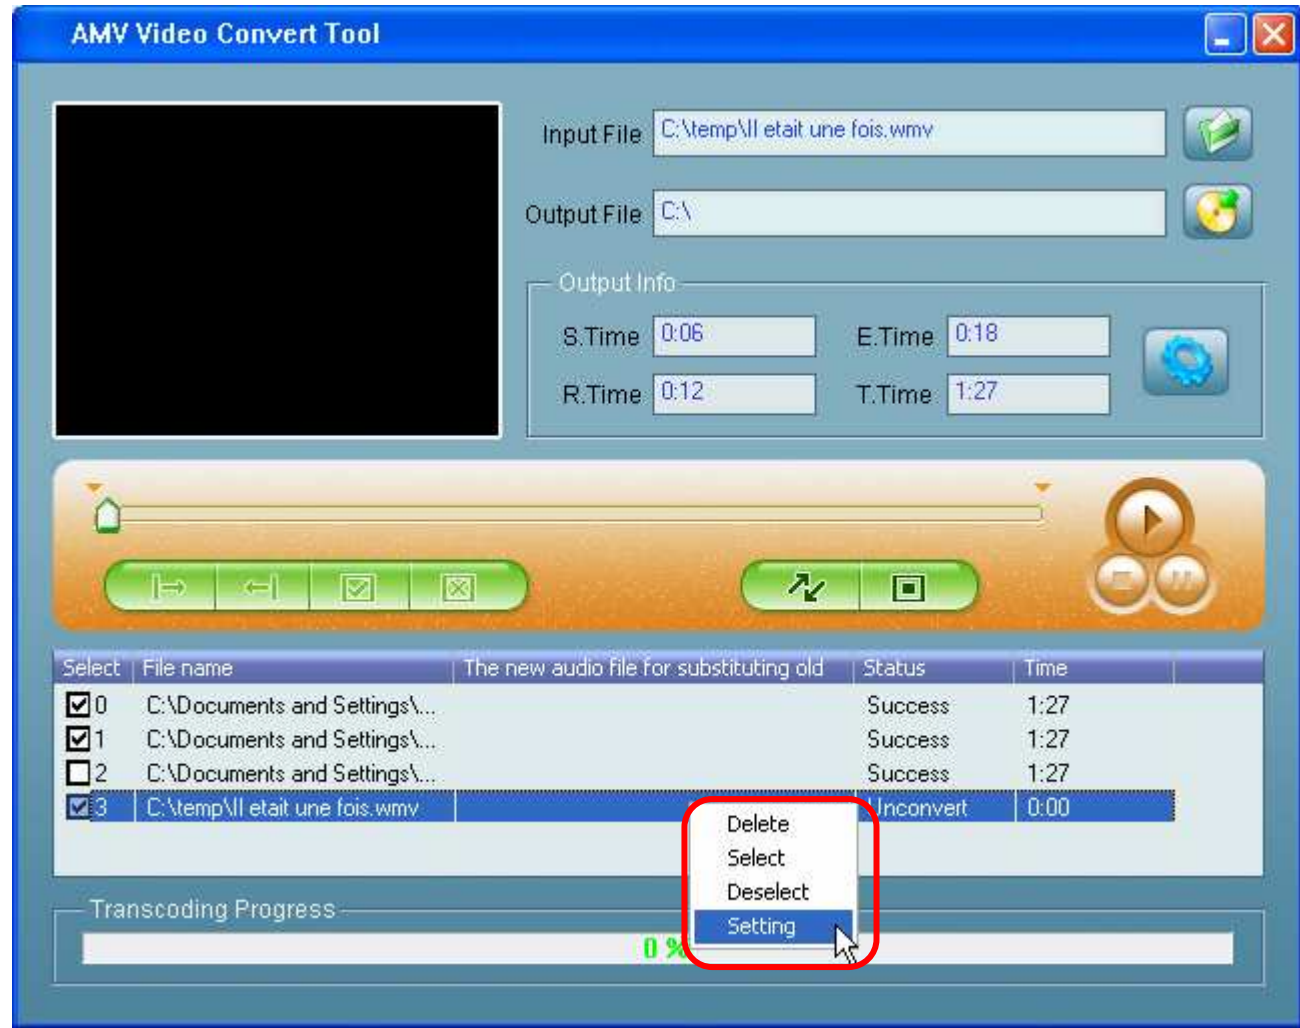 AMV Video Convert Tool
Input File C:\temp\Il etait une fois.wmv
Output File C:\
Output Info
S.Time 0:06 E.Time 0:18
R.Time 0:12 T.Time 1:27
Select File name The new audio file for substituting old Status Time
0 C:\Documents and Settings\... Success 1:27
1 C:\Documents and Settings\... Success 1:27
2 C:\Documents and Settings\... Success 1:27
3 C:\temp\Il etait une fois.wmv Unconvert 0:00
Delete
Select
Deselect
Setting
Transcoding Progress
0 %